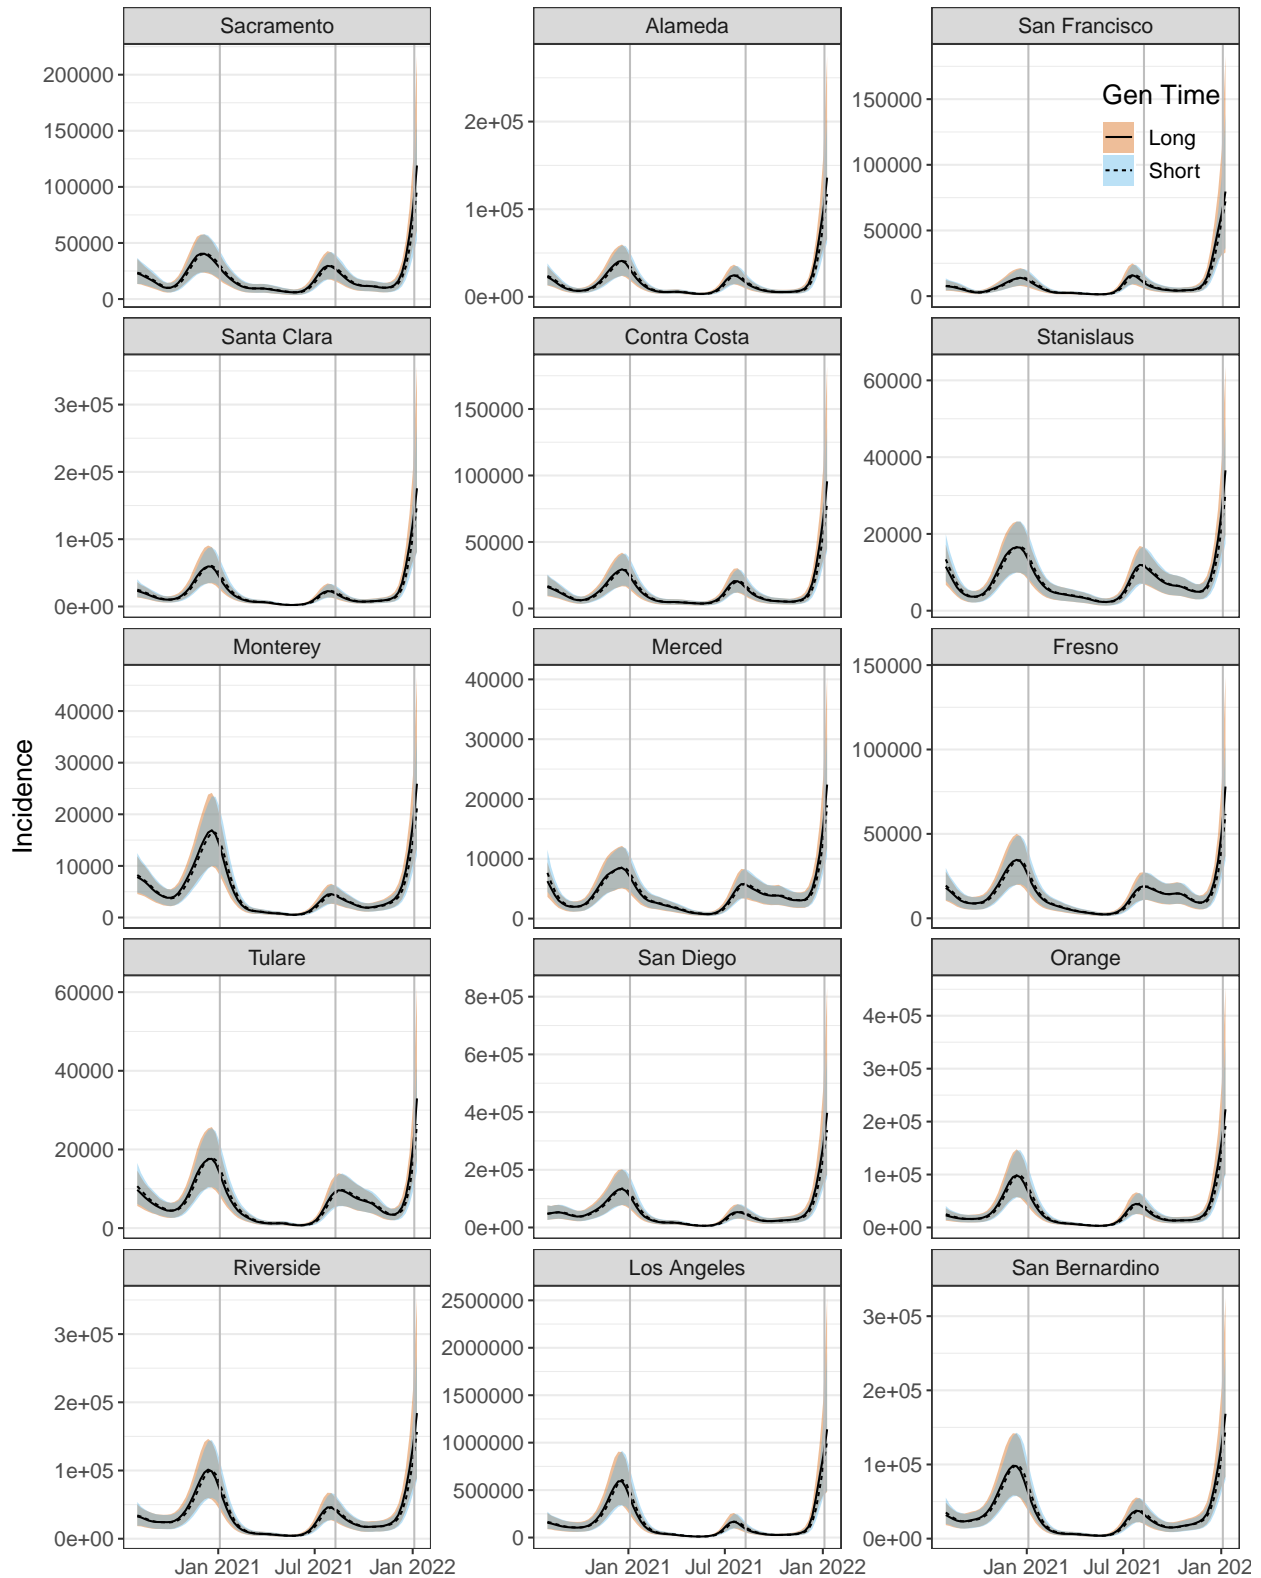 Sacramento
Alameda
San Francisco
200000
150000
100000
50000
0
2e+05
1e+05
0e+00
150000
100000
50000
0
Gen Time
Long
Short
Santa Clara
Contra Costa
Stanislaus
3e+05
2e+05
1e+05
0e+00
150000
100000
50000
0
60000
40000
20000
0
Monterey
Merced
Fresno
40000
30000
20000
10000
0
40000
30000
20000
10000
0
150000
100000
50000
0
Incidence
Tulare
San Diego
Orange
60000
40000
20000
0
8e+05
6e+05
4e+05
2e+05
0e+00
4e+05
3e+05
2e+05
1e+05
0e+00
Riverside
Los Angeles
San Bernardino
3e+05
2e+05
1e+05
0e+00
2500000
2000000
1500000
1000000
500000
0
3e+05
2e+05
1e+05
0e+00
Jan 2021 Jul 2021 Jan 2022
Jan 2021 Jul 2021 Jan 2022
Jan 2021 Jul 2021 Jan 202